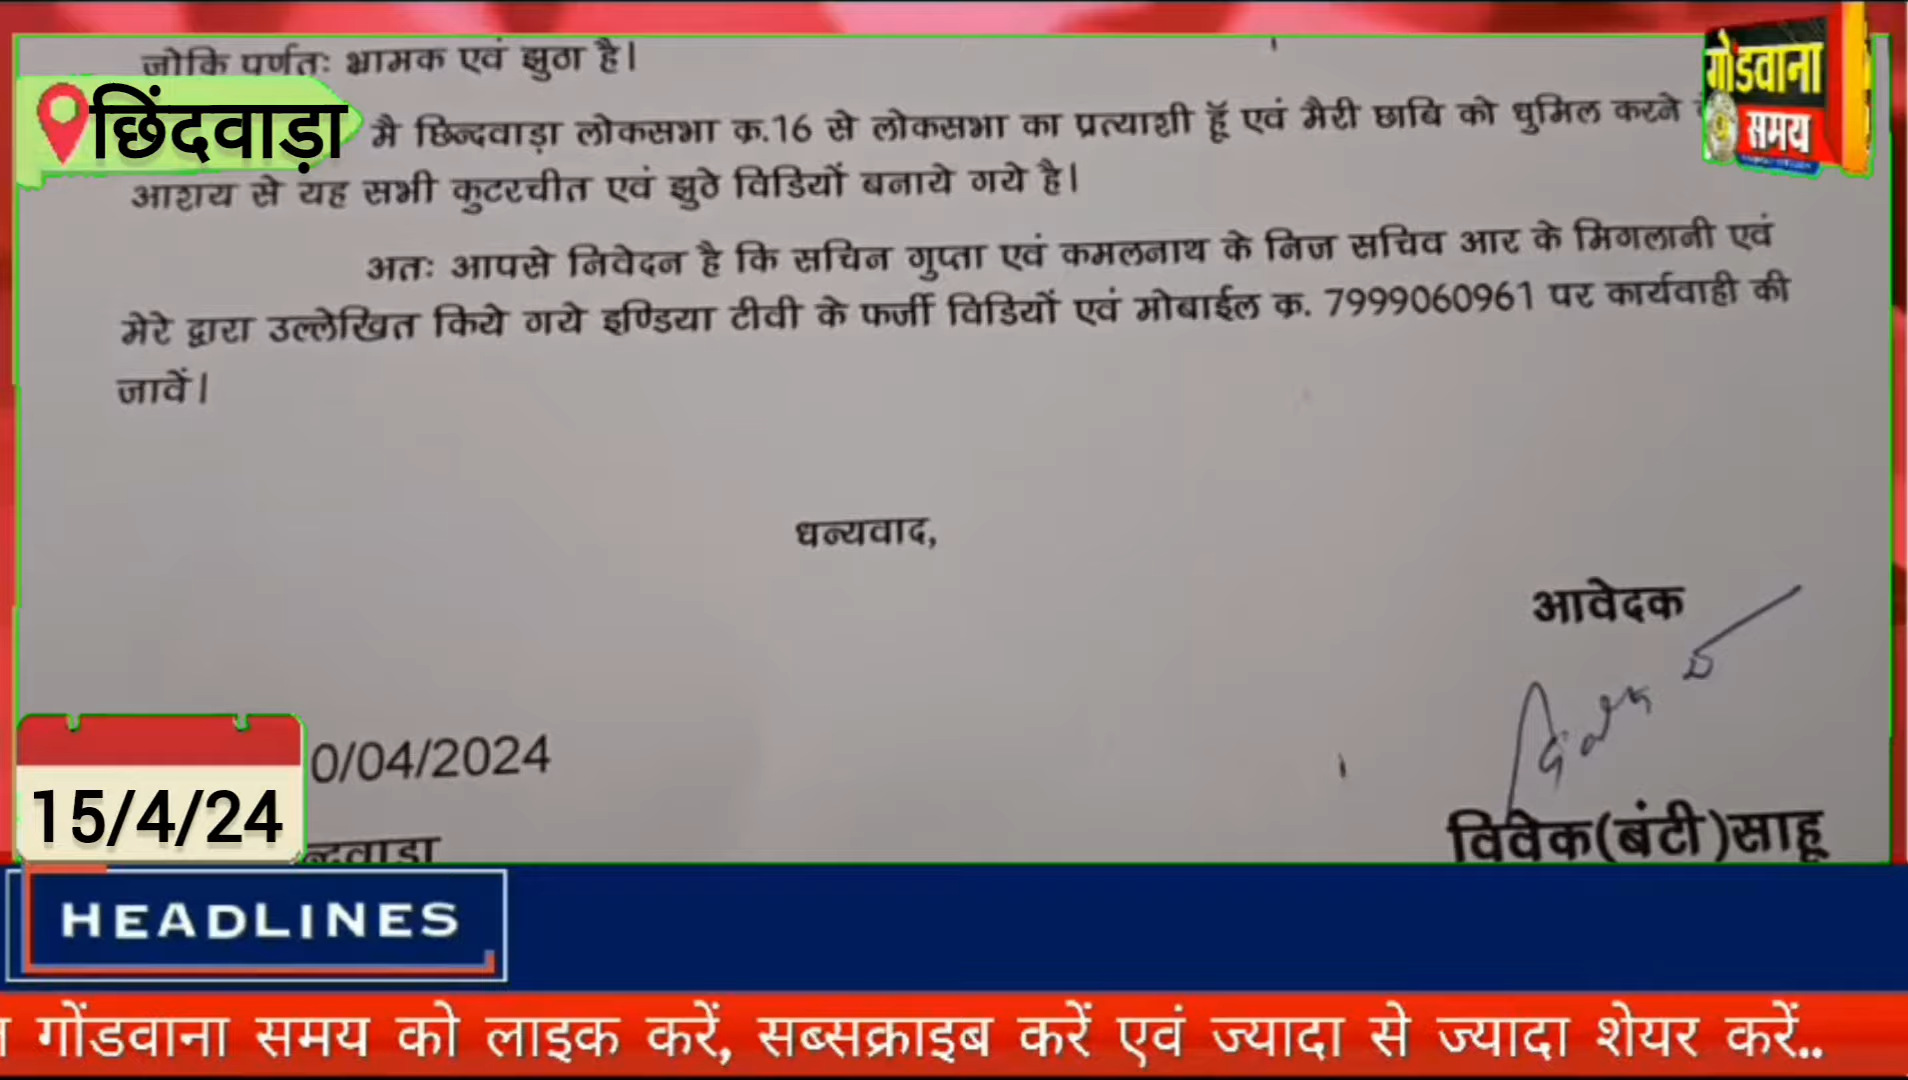 जोकि पर्णतः भ्रामक एवं झुठा है।
गोंडवाना
समय
छिंदवाड़ा
मै छिन्दवाड़ा लोकसभा क्र.16 से लोकसभा का प्रत्याशी हूॅ एवं मैरी छाबि को धुमिल करने
आशय से यह सभी कुटरचीत एवं झुठे विडियों बनाये गये है।
अतः आपसे निवेदन है कि सचिन गुप्ता एवं कमलनाथ के निज सचिव आर के मिगलानी एवं
मेरे द्वारा उल्लेखित किये गये इण्डिया टीवी के फर्जी विडियों एवं मोबाईल क्र. 7999060961 पर कार्यवाही की
जावें।
धन्यवाद,
आवेदक
0/04/2024
15/4/24
न्दवाडा
विवेक(बंटी)साहू
HEADLINES
गोंडवाना समय को लाइक करें, सब्सक्राइब करें एवं ज्यादा से ज्यादा शेयर करें..